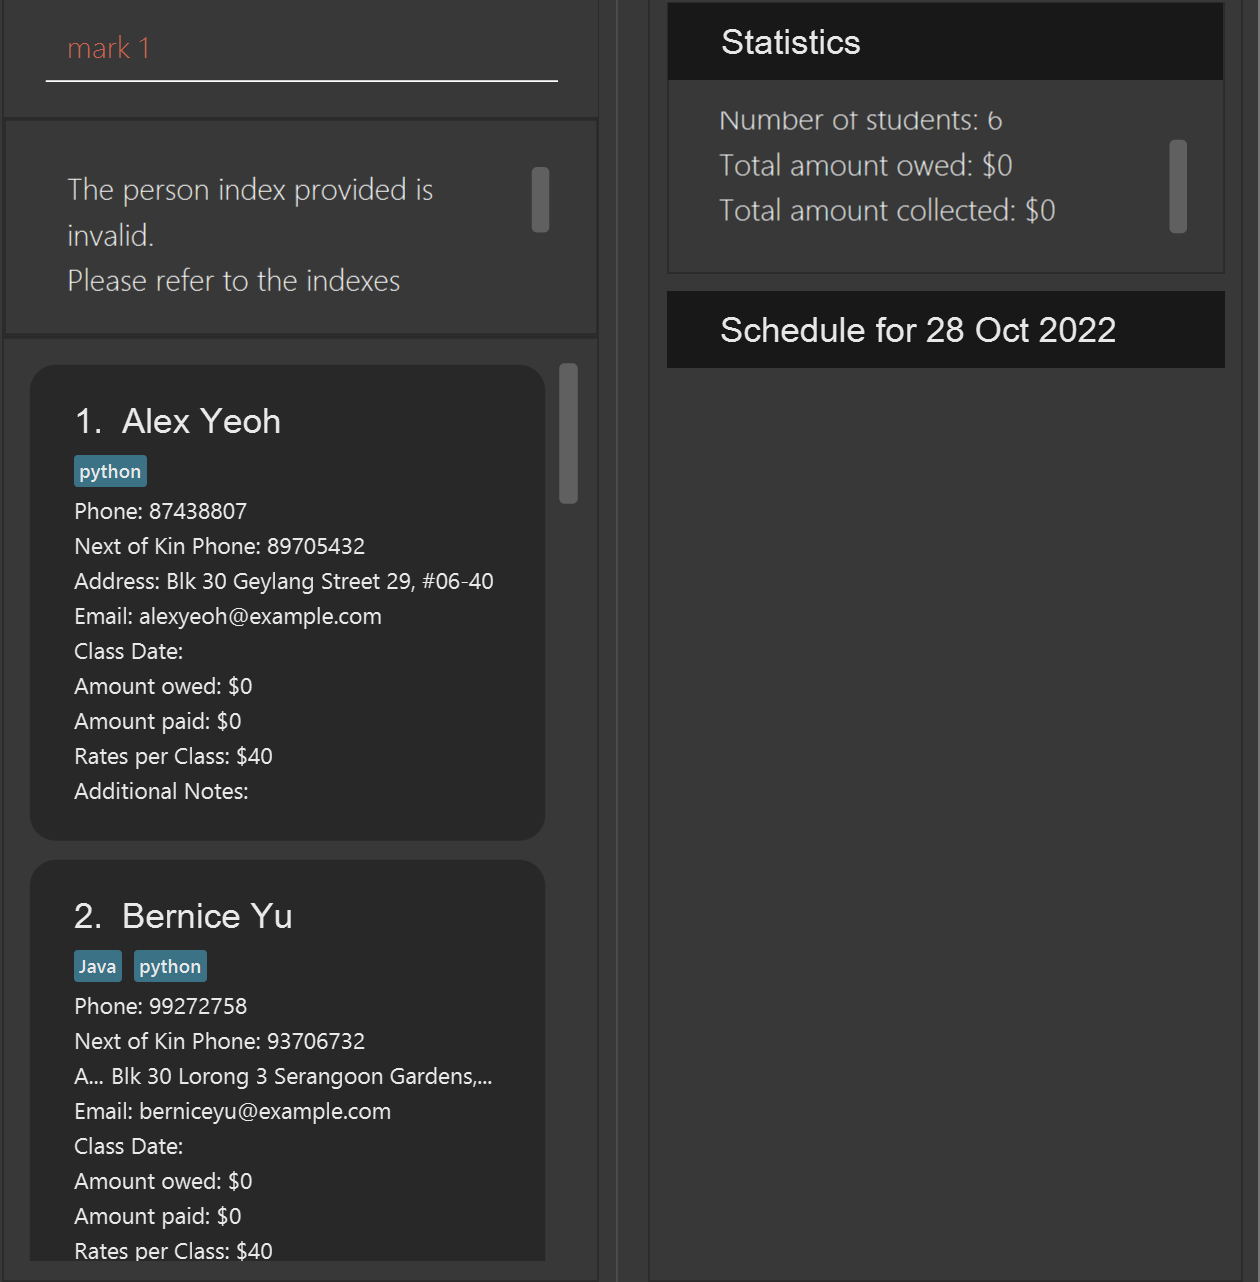 mark 1
The person index provided is
invalid.
Please refer to the indexes
1. Alex Yeoh
python
Phone: 87438807
Next of Kin Phone: 89705432
Address: Blk 30 Geylang Street 29, #06-40
Email: alexyeoh@example.com
Class Date:
Amount owed: $0
Amount paid: $0
Rates per Class: $40
Additional Notes:
2. Bernice Yu
Java python
Phone: 99272758
Next of Kin Phone: 93706732
A... Blk 30 Lorong 3 Serangoon Gardens,...
Email: berniceyu@example.com
Class Date:
Amount owed: $0
Amount paid: $0
Rates per Class: $40
Statistics
Number of students: 6
Total amount owed: $0
Total amount collected: $0
Schedule for 28 Oct 2022